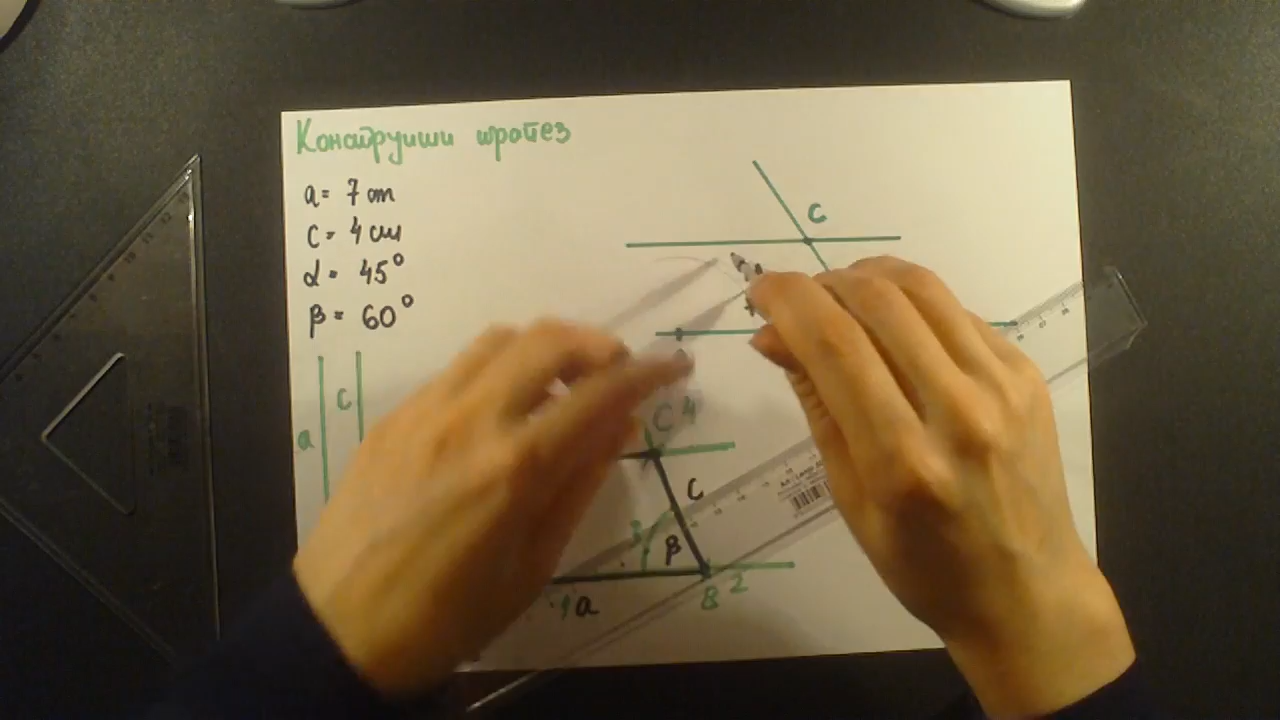 Конструиши трапез
a = 7 cm
c = 4 cm
α = 45°
β = 60°
C
c
a
C 4
c
3
β
1 a
B 2